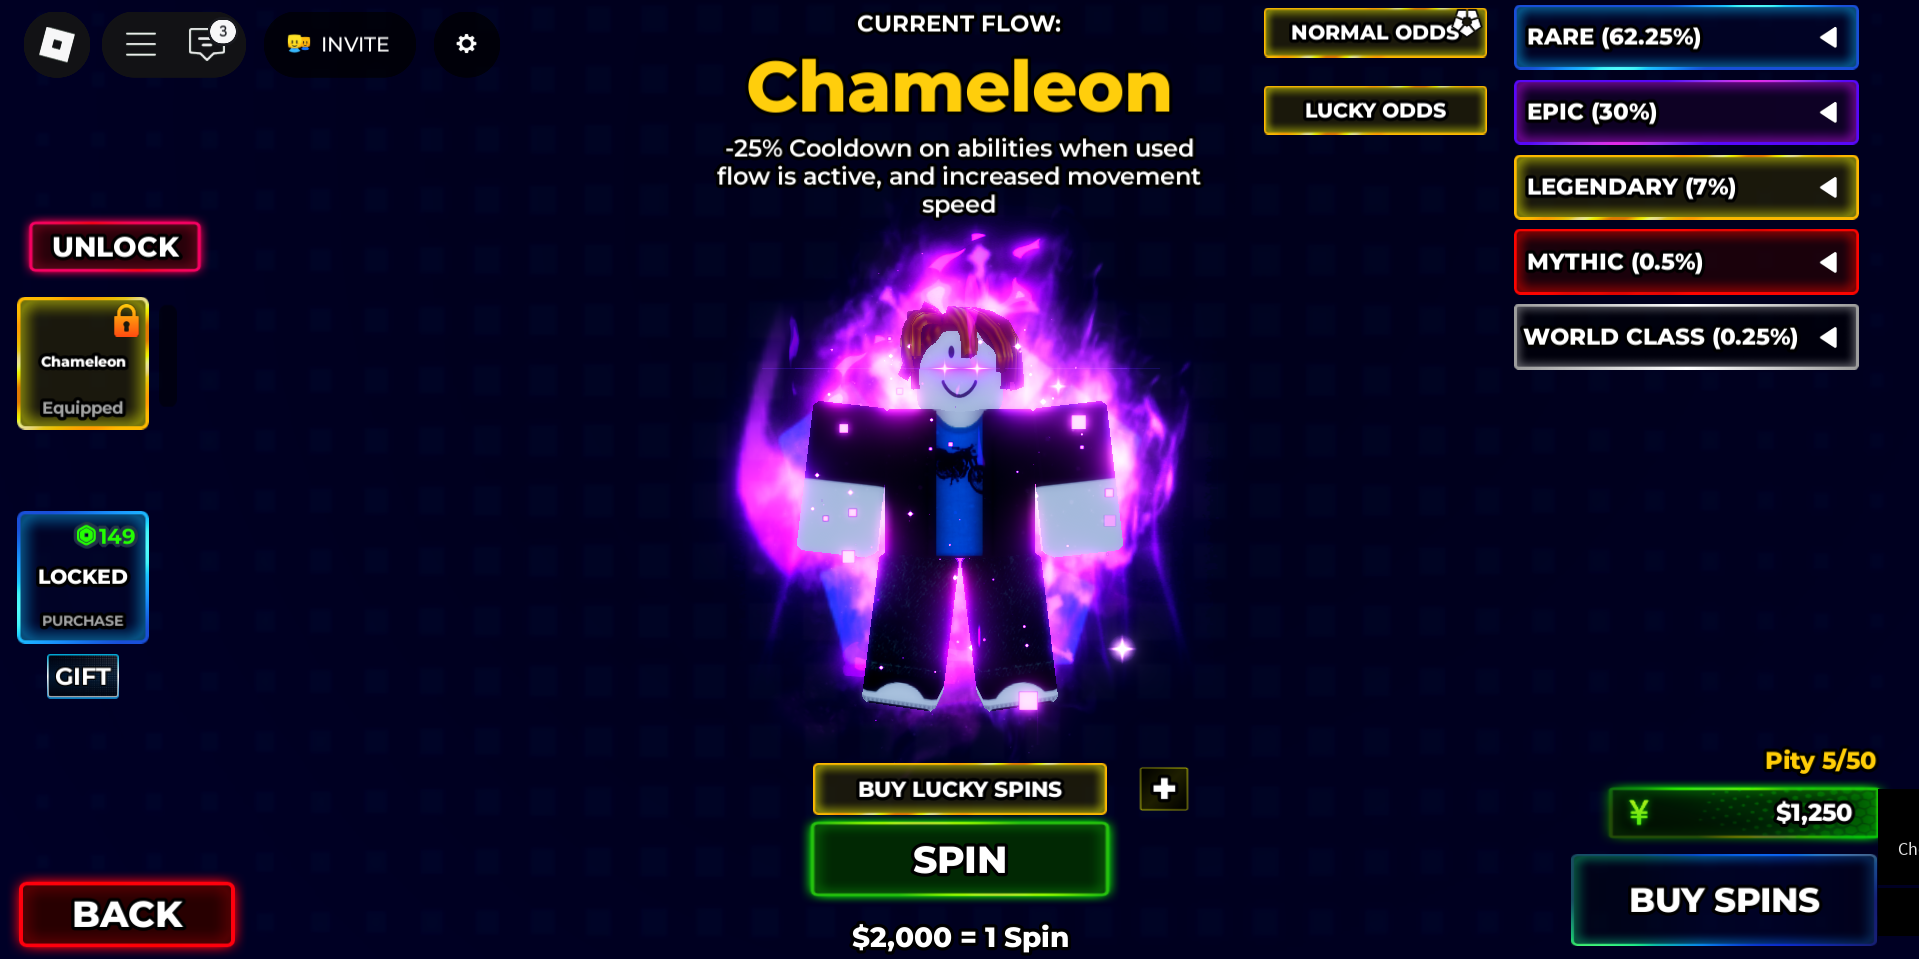 3
INVITE
CURRENT FLOW:
Chameleon
-25% Cooldown on abilities when used
flow is active, and increased movement
speed
NORMAL ODDS
LUCKY ODDS
RARE (62.25%)
EPIC (30%)
LEGENDARY (7%)
MYTHIC (0.5%)
WORLD CLASS (0.25%)
UNLOCK
Chameleon
Equipped
149
LOCKED
PURCHASE
GIFT
BACK
BUY LUCKY SPINS
+
SPIN
$2,000 = 1 Spin
Pity 5/50
¥ $1,250
Ch
BUY SPINS